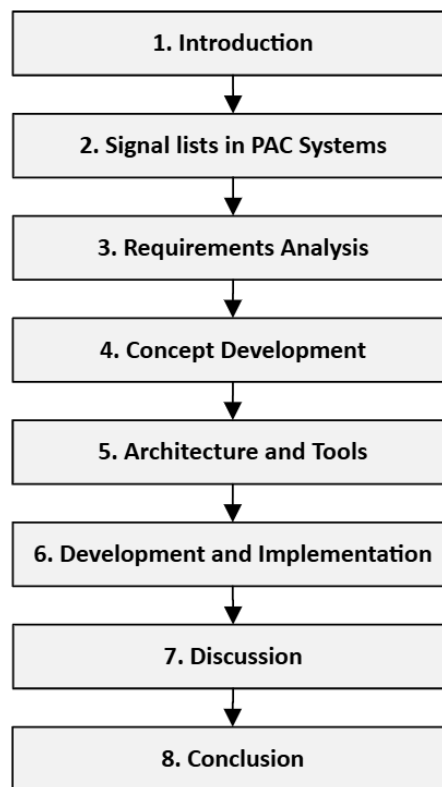 1. Introduction
2. Signal lists in PAC Systems
3. Requirements Analysis
4. Concept Development
5. Architecture and Tools
6. Development and Implementation
7. Discussion
8. Conclusion